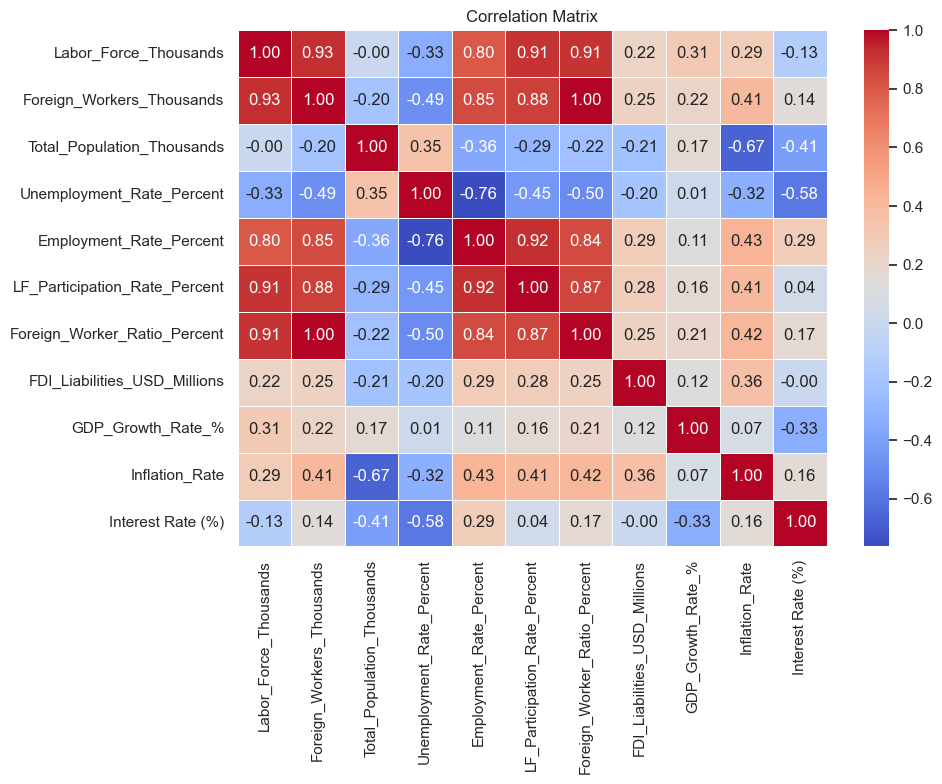 Correlation Matrix
Labor_Force_Thousands 1.00 0.93 -0.00 -0.33 0.80 0.91 0.91 0.22 0.31 0.29 -0.13
Foreign_Workers_Thousands 0.93 1.00 -0.20 -0.49 0.85 0.88 1.00 0.25 0.22 0.41 0.14
Total_Population_Thousands -0.00 -0.20 1.00 0.35 -0.36 -0.29 -0.22 -0.21 0.17 -0.67 -0.41
Unemployment_Rate_Percent -0.33 -0.49 0.35 1.00 -0.76 -0.45 -0.50 -0.20 0.01 -0.32 -0.58
Employment_Rate_Percent 0.80 0.85 -0.36 -0.76 1.00 0.92 0.84 0.29 0.11 0.43 0.29
LF_Participation_Rate_Percent 0.91 0.88 -0.29 -0.45 0.92 1.00 0.87 0.28 0.16 0.41 0.04
Foreign_Worker_Ratio_Percent 0.91 1.00 -0.22 -0.50 0.84 0.87 1.00 0.25 0.21 0.42 0.17
FDI_Liabilities_USD_Millions 0.22 0.25 -0.21 -0.20 0.29 0.28 0.25 1.00 0.12 0.36 -0.00
GDP_Growth_Rate_% 0.31 0.22 0.17 0.01 0.11 0.16 0.21 0.12 1.00 0.07 -0.33
Inflation_Rate 0.29 0.41 -0.67 -0.32 0.43 0.41 0.42 0.36 0.07 1.00 0.16
Interest Rate (%) -0.13 0.14 -0.41 -0.58 0.29 0.04 0.17 -0.00 -0.33 0.16 1.00
Labor_Force_Thousands
Foreign_Workers_Thousands
Total_Population_Thousands
Unemployment_Rate_Percent
Employment_Rate_Percent
LF_Participation_Rate_Percent
Foreign_Worker_Ratio_Percent
FDI_Liabilities_USD_Millions
GDP_Growth_Rate_%
Inflation_Rate
Interest Rate (%)
1.0
0.8
0.6
0.4
0.2
0.0
−0.2
−0.4
−0.6